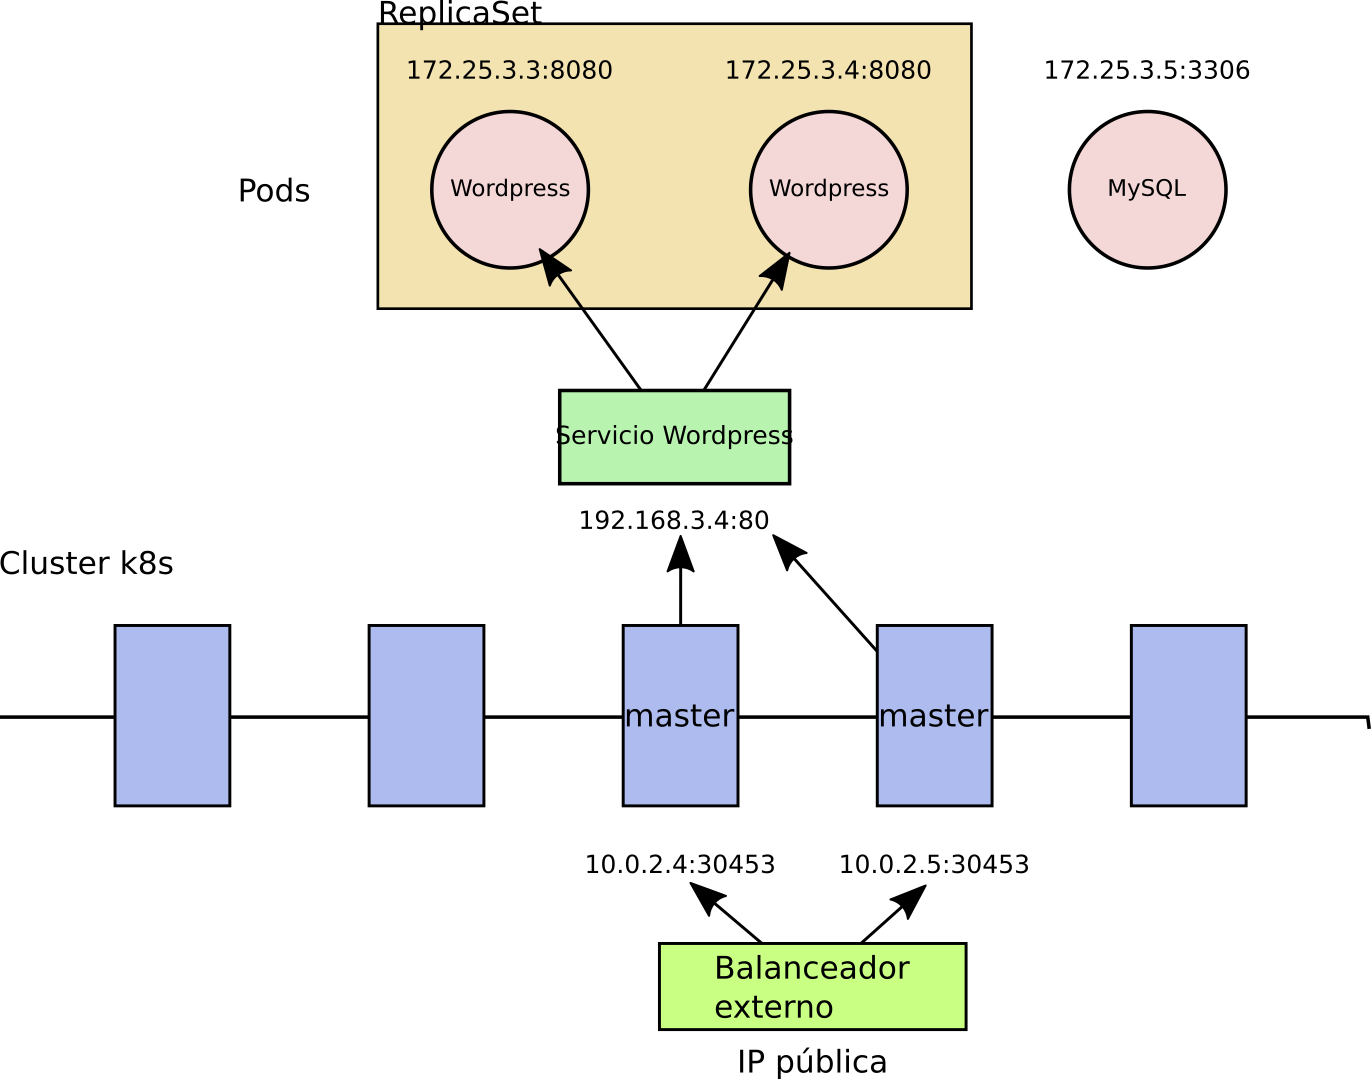 ReplicaSet
172.25.3.3:8080
172.25.3.4:8080
172.25.3.5:3306
Pods
Wordpress
Wordpress
MySQL
Servicio Wordpress
192.168.3.4:80
Cluster k8s
master
master
10.0.2.4:30453
10.0.2.5:30453
Balanceador
externo
IP pública